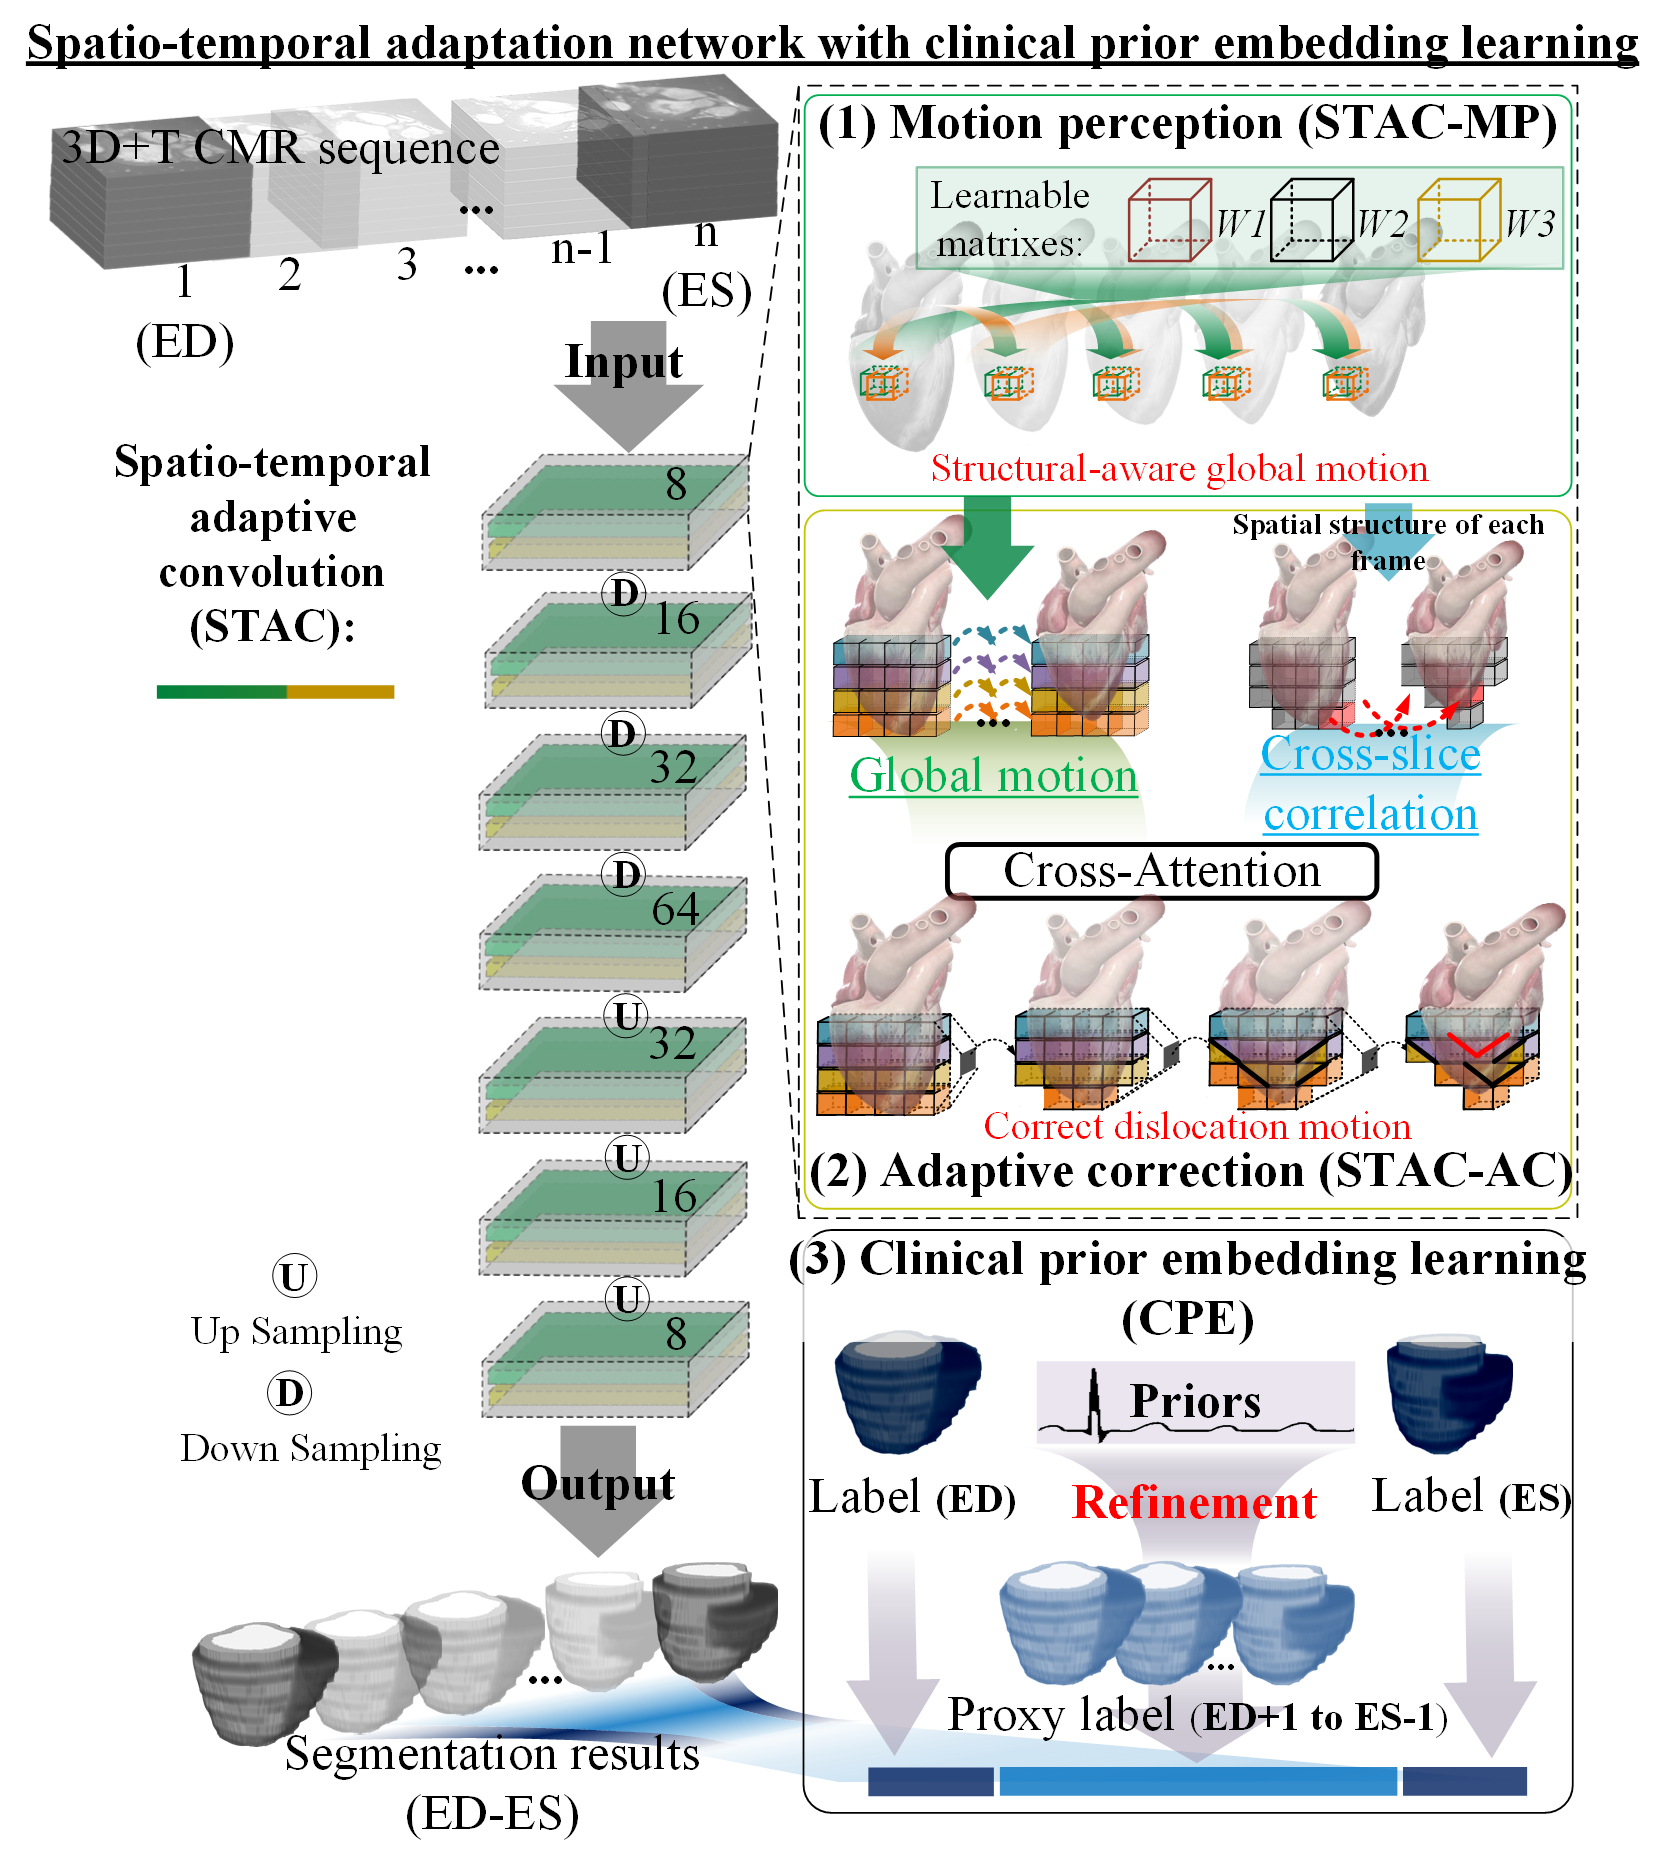 Spatio-temporal adaptation network with clinical prior embedding learning
3D+T CMR sequence
...
1
2
3
...
n-1
n
(ED)
(ES)
Input
Spatio-temporal
adaptive
convolution
(STAC):
8
D
16
D
32
D
64
U
32
U
16
U
8
U
Up Sampling
D
Down Sampling
Output
...
Segmentation results
(ED-ES)
(1) Motion perception (STAC-MP)
Learnable
matrixes:
W1
W2
W3
Structural-aware global motion
Spatial structure of each
frame
...
...
Global motion
Cross-slice
correlation
Cross-Attention
Correct dislocation motion
(2) Adaptive correction (STAC-AC)
(3) Clinical prior embedding learning
(CPE)
Priors
Label (ED)
Refinement
Label (ES)
...
Proxy label (ED+1 to ES-1)